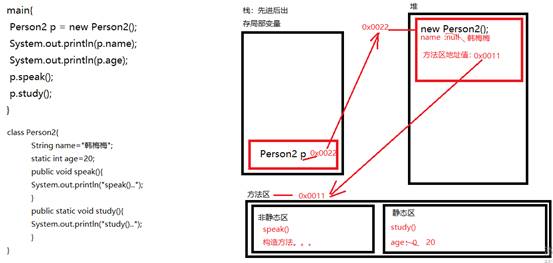 main{
Person2 p = new Person2();
System.out.println(p.name);
System.out.println(p.age);
p.speak();
p.study();
}
class Person2{
String name="韩梅梅";
static int age=20;
public void speak(){
System.out.println("speak()..");
}
public static void study(){
System.out.println("study()..");
}
}
栈：先进后出
存局部变量
0x0022
Person2 p 0x0022
堆
new Person2();
name :null、韩梅梅
方法区地址值：0x0011
方法区 0x0011
非静态区
speak()
构造方法。。。
静态区
study()
age：0、 20